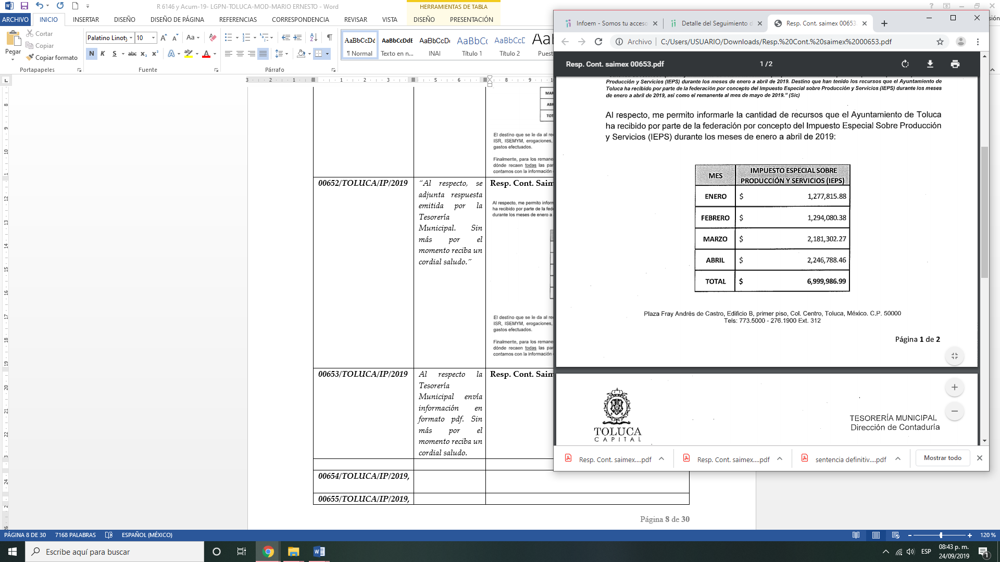 R 6146 y Acum-19- LGPN-TOLUCA-MOD-MARIO ERNESTO - Word
HERRAMIENTAS DE TABLA
ARCHIVO INICIO INSERTAR DISEÑO DISEÑO DE PÁGINA REFERENCIAS CORRESPONDENCIA REVISAR VISTA DISEÑO PRESENTACIÓN
Pegar
Cortar
Copiar
Copiar formato
Portapapeles
Palatino Linoty 10
N K S abc x₂ x²
Fuente
Párrafo
AaBbCcDc AaBbCcDdE AaBbCcDc AaBbCc AaBbCcD
¶ Normal Texto en n... INAI Título 1 Título 2 Puest
El destino que se le da al re
ISR, ISEMYM, erogaciones,
gastos efectuados.
Finalmente, para los remane
dónde recaen todas las par
contamos con la información
00652/TOLUCA/IP/2019
"Al respecto, se
adjunta respuesta
emitida por la
Tesorería
Municipal. Sin
más por el
momento reciba un
cordial saludo."
Resp. Cont. Saim
Al respecto, me permito inform
ha recibido por parte de la fede
durante los meses de enero a
El destino que se le da al re
ISR, ISEMYM, erogaciones,
gastos efectuados.
Finalmente, para los remane
dónde recaen todas las par
contamos con la información
00653/TOLUCA/IP/2019
Al respecto la
Tesorería
Municipal envía
información en
formato pdf. Sin
más por el
momento reciba un
cordial saludo.
Resp. Cont. Saim
00654/TOLUCA/IP/2019,
00655/TOLUCA/IP/2019,
Página 8 de 30
PÁGINA 8 DE 30 7168 PALABRAS ESPAÑOL (MÉXICO)
120 %
Infoem - Somos tu acceso
Detalle del Seguimiento d
Resp. Cont. saimex 00653.
Archivo C:/Users/USUARIO/Downloads/Resp.%20Cont.%20saimex%2000653.pdf
Resp. Cont. saimex 00653.pdf 1 / 2
Producción y Servicios (IEPS) durante los meses de enero a abril de 2019. Destino que han tenido los recursos que el Ayuntamiento de
Toluca ha recibido por parte de la federación por concepto del Impuesto Especial sobre Producción y Servicios (IEPS) durante los meses
de enero a abril de 2019, así como el remanente al mes de mayo de 2019." (Sic)
Al respecto, me permito informarle la cantidad de recursos que el Ayuntamiento de Toluca
ha recibido por parte de la federación por concepto del Impuesto Especial Sobre Producción
y Servicios (IEPS) durante los meses de enero a abril de 2019:
MES IMPUESTO ESPECIAL SOBRE
PRODUCCIÓN Y SERVICIOS (IEPS)
ENERO $ 1,277,815.88
FEBRERO $ 1,294,080.38
MARZO $ 2,181,302.27
ABRIL $ 2,246,788.46
TOTAL $ 6,999,986.99
Plaza Fray Andrés de Castro, Edificio B, primer piso, Col. Centro, Toluca, México. C.P. 50000
Tels: 773.5000 - 276.1900 Ext. 312
Página 1 de 2
TOLUCA
CAPITAL
TESORERÍA MUNICIPAL
Dirección de Contaduría
Resp. Cont. saimex....pdf
Resp. Cont. saimex....pdf
sentencia definitiv....pdf
Mostrar todo
Escribe aquí para buscar
ESP
08:43 p. m.
24/09/2019
1